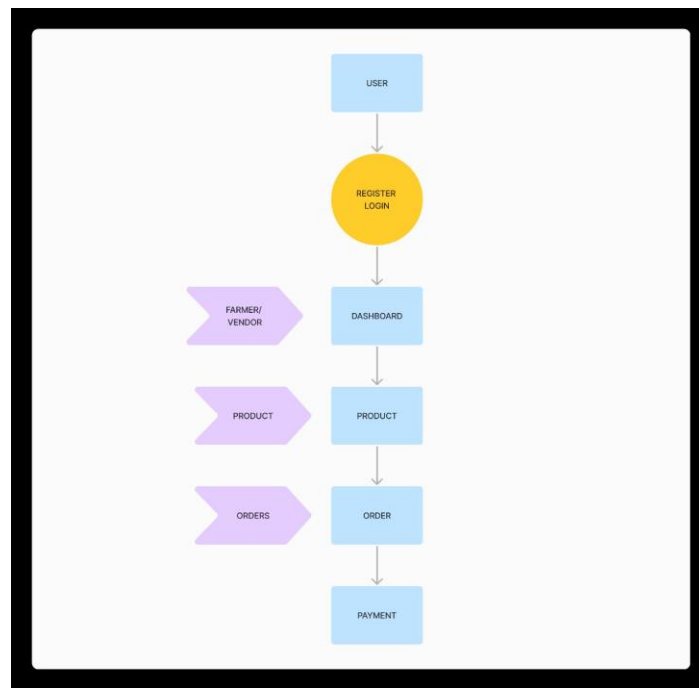 USER
REGISTER
LOGIN
FARMER/
VENDOR
DASHBOARD
PRODUCT
PRODUCT
ORDERS
ORDER
PAYMENT